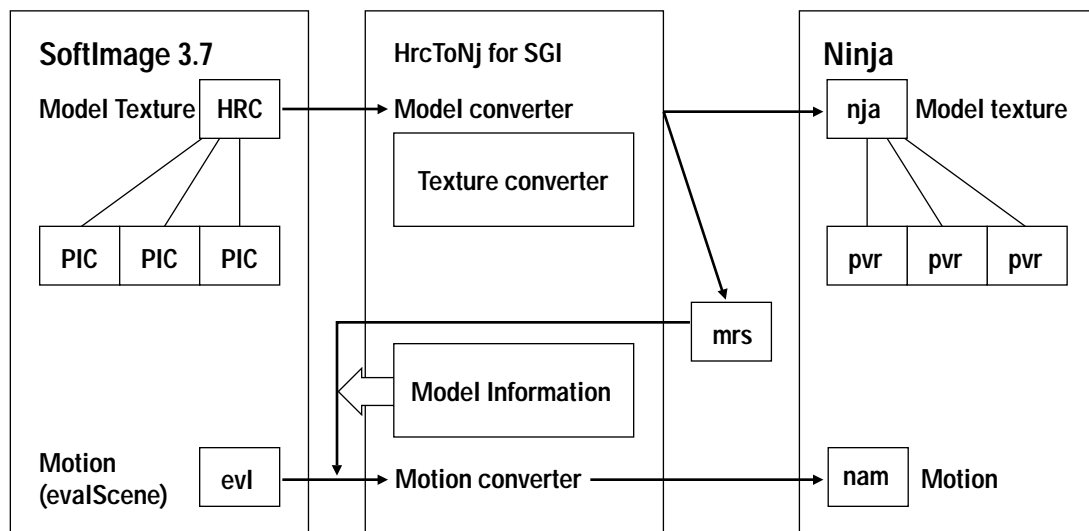 SoftImage 3.7
Model Texture
HRC
PIC
PIC
PIC
Motion
(evalScene)
evl
HrcToNj for SGI
Model converter
Texture converter
Model Information
Motion converter
mrs
Ninja
nja
Model texture
pvr
pvr
pvr
nam
Motion